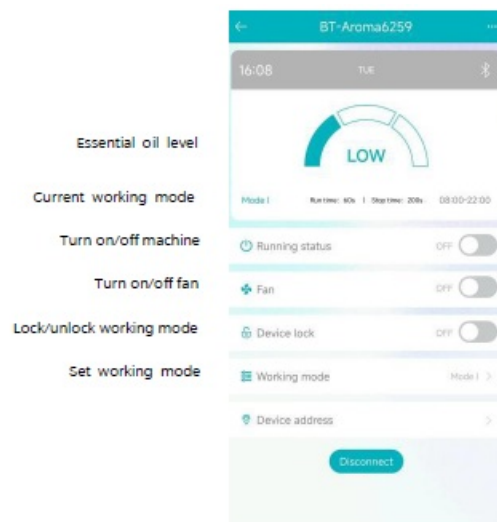 BT-Aroma6259 ...
16:08 TUE
Essential oil level
LOW
Current working mode
Mode I Run time: 60s | Stop time: 200s 08:00-22:00
Turn on/off machine
Running status OFF
Turn on/off fan
Fan OFF
Lock/unlock working mode
Device lock OFF
Set working mode
Working mode Mode I >
Device address >
Disconnect